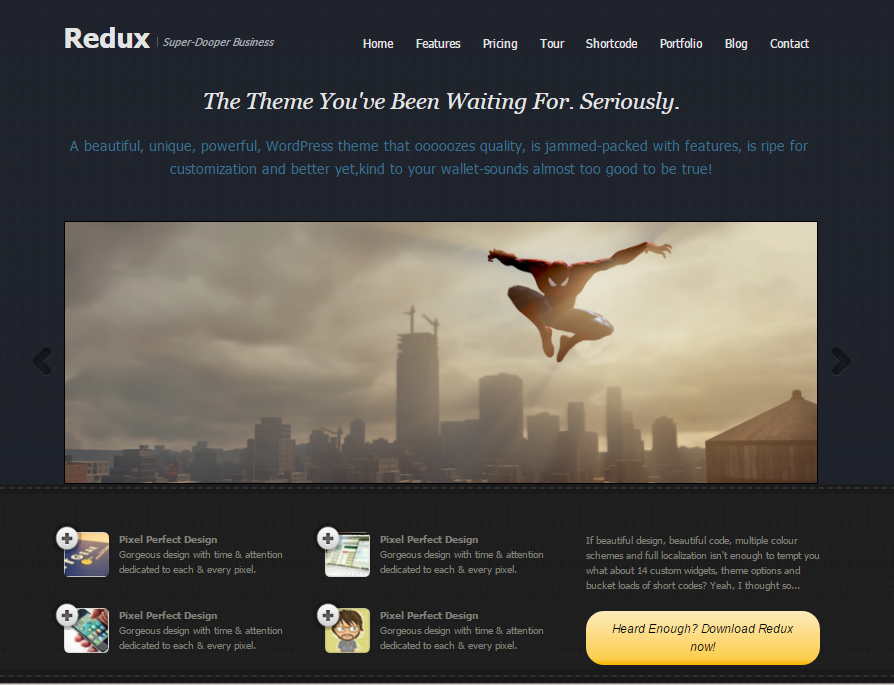 Redux | Super-Dooper Business
Home Features Pricing Tour Shortcode Portfolio Blog Contact
The Theme You've Been Waiting For. Seriously.
A beautiful, unique, powerful, WordPress theme that ooooozes quality, is jammed-packed with features, is ripe for
customization and better yet,kind to your wallet-sounds almost too good to be true!
Pixel Perfect Design
Gorgeous design with time & attention
dedicated to each & every pixel.
Pixel Perfect Design
Gorgeous design with time & attention
dedicated to each & every pixel.
If beautiful design, beautiful code, multiple colour
schemes and full localization isn't enough to tempt you
what about 14 custom widgets, theme options and
bucket loads of short codes? Yeah, I thought so...
Pixel Perfect Design
Gorgeous design with time & attention
dedicated to each & every pixel.
Pixel Perfect Design
Gorgeous design with time & attention
dedicated to each & every pixel.
Heard Enough? Download Redux
now!